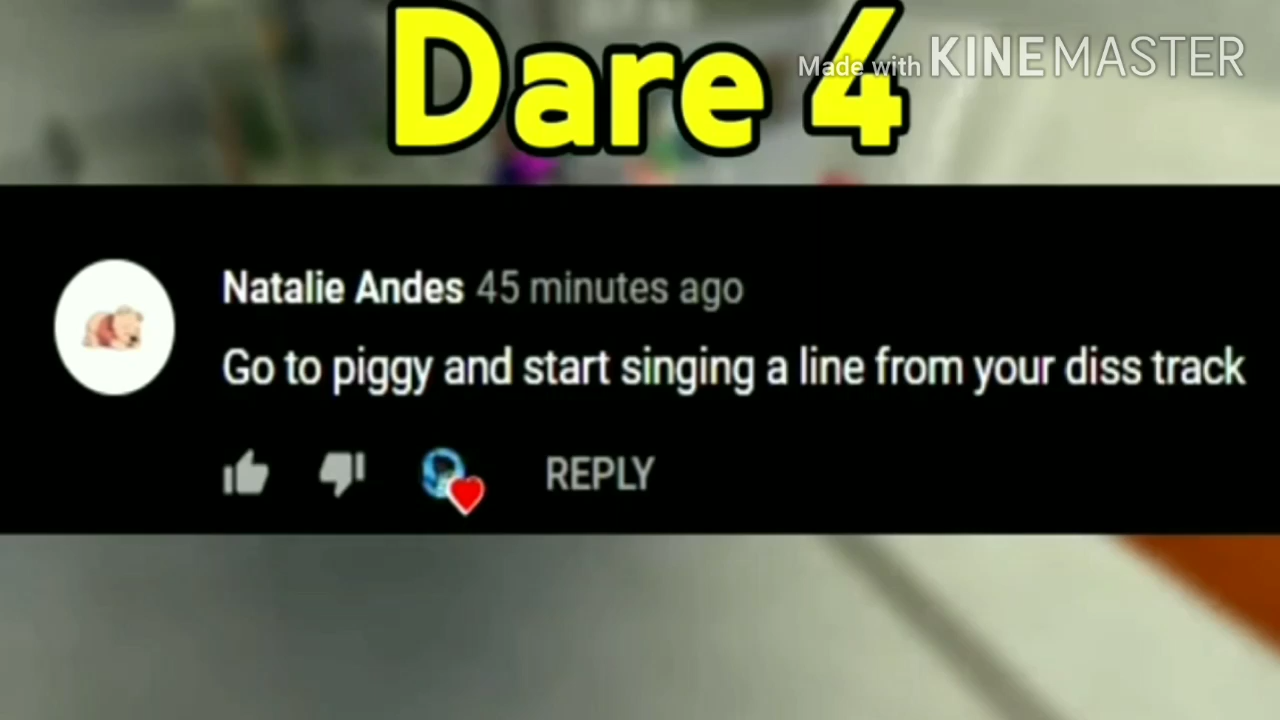 Dare 4
Made with KINEMASTER
Natalie Andes 45 minutes ago
Go to piggy and start singing a line from your diss track
REPLY